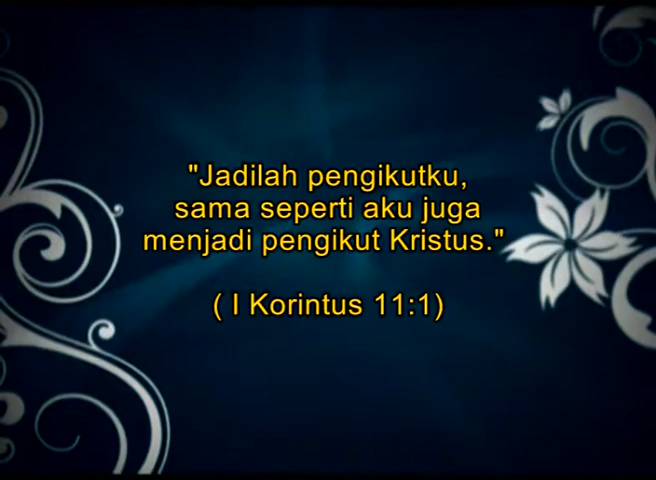 "Jadilah pengikutku,
sama seperti aku juga
menjadi pengikut Kristus."
( I Korintus 11:1)